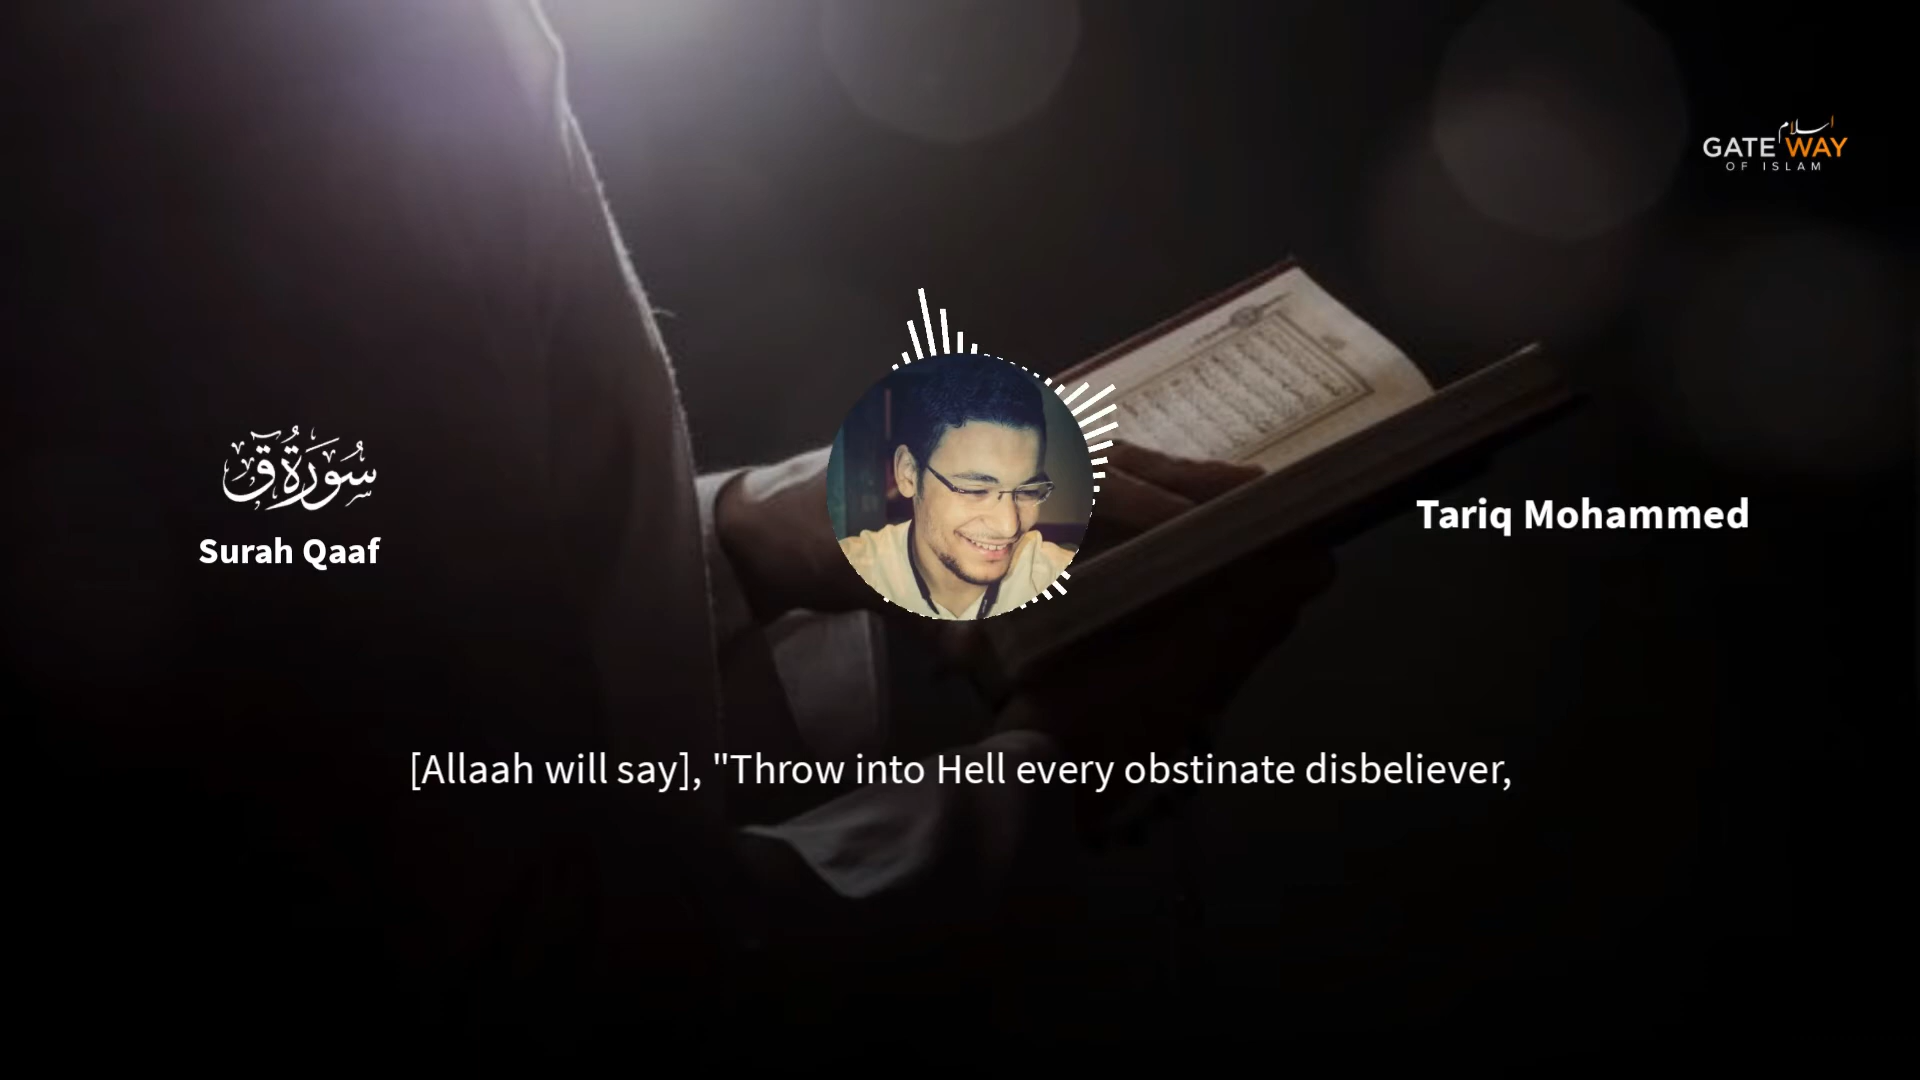 اسلام
GATE WAY
OF ISLAM
سُورَةُ قٓ
Surah Qaaf
Tariq Mohammed
[Allaah will say], "Throw into Hell every obstinate disbeliever,